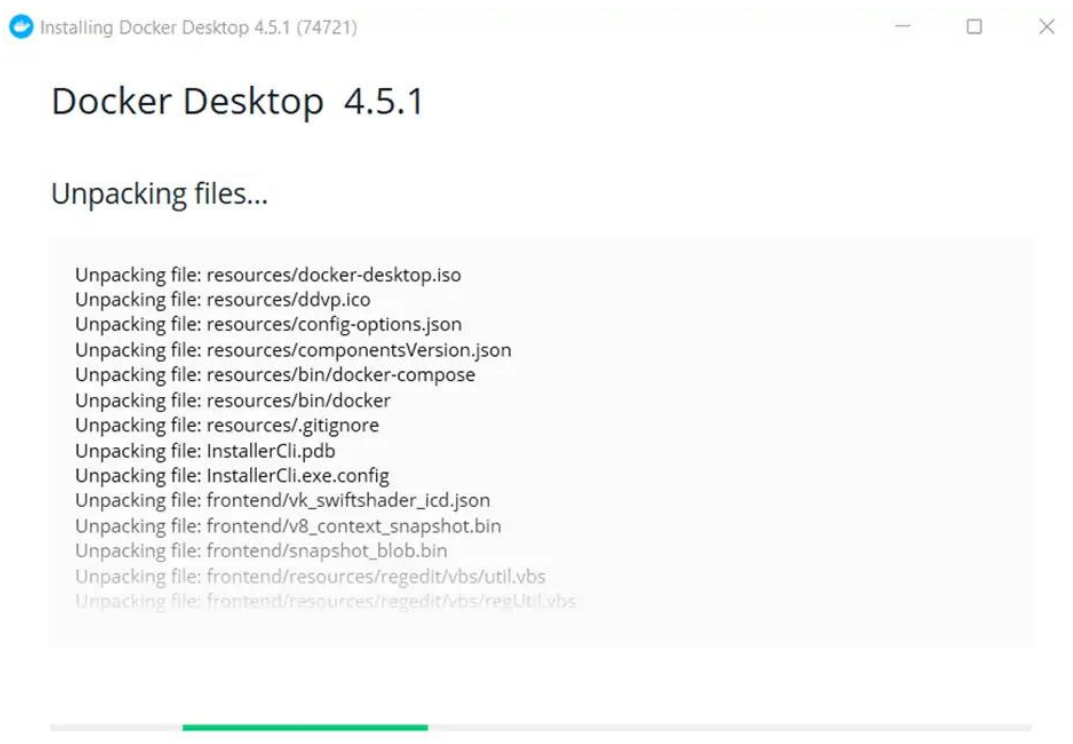 Installing Docker Desktop 4.5.1 (74721)
Docker Desktop 4.5.1
Unpacking files...
Unpacking file: resources/docker-desktop.iso
Unpacking file: resources/ddvp.ico
Unpacking file: resources/config-options.json
Unpacking file: resources/componentsVersion.json
Unpacking file: resources/bin/docker-compose
Unpacking file: resources/bin/docker
Unpacking file: resources/.gitignore
Unpacking file: InstallerCli.pdb
Unpacking file: InstallerCli.exe.config
Unpacking file: frontend/vk_swiftshader_icd.json
Unpacking file: frontend/v8_context_snapshot.bin
Unpacking file: frontend/snapshot_blob.bin
Unpacking file: frontend/resources/regedit/vbs/util.vbs
Unpacking file: frontend/resources/regedit/vbs/regUtil.vbs